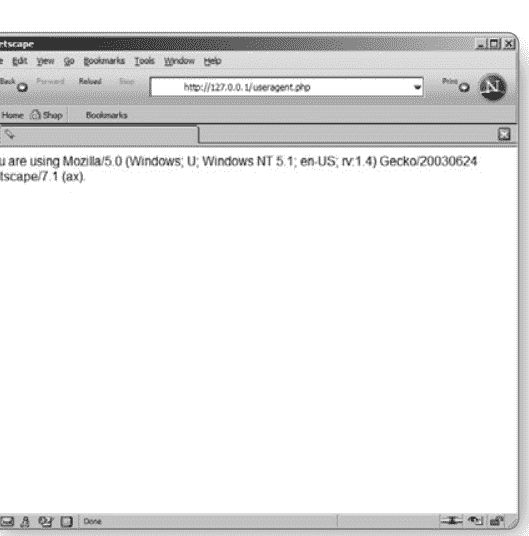 etscape
e Edit View Go Bookmarks Tools Window Help
Back Forward Reload Stop http://127.0.0.1/useragent.php Print N
Home Shop Bookmarks
u are using Mozilla/5.0 (Windows; U; Windows NT 5.1; en-US; rv:1.4) Gecko/20030624
tscape/7.1 (ax).
Done